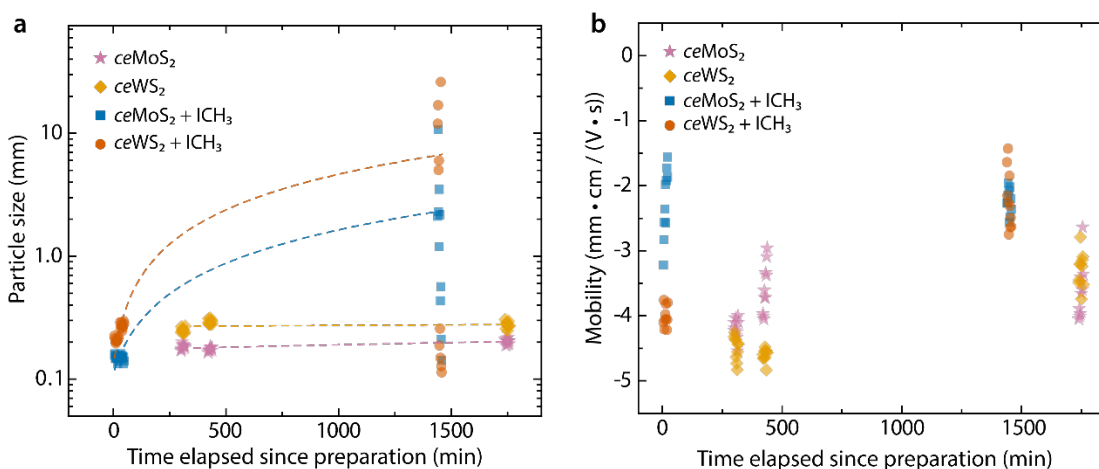 a
ceMoS₂
ceWS₂
ceMoS₂ + ICH₃
ceWS₂ + ICH₃
10
1.0
0.1
Particle size (mm)
0
500
1000
1500
Time elapsed since preparation (min)
b
ceMoS₂
ceWS₂
ceMoS₂ + ICH₃
ceWS₂ + ICH₃
0
-1
-2
-3
-4
-5
Mobility (mm • cm / (V • s))
0
500
1000
1500
Time elapsed since preparation (min)